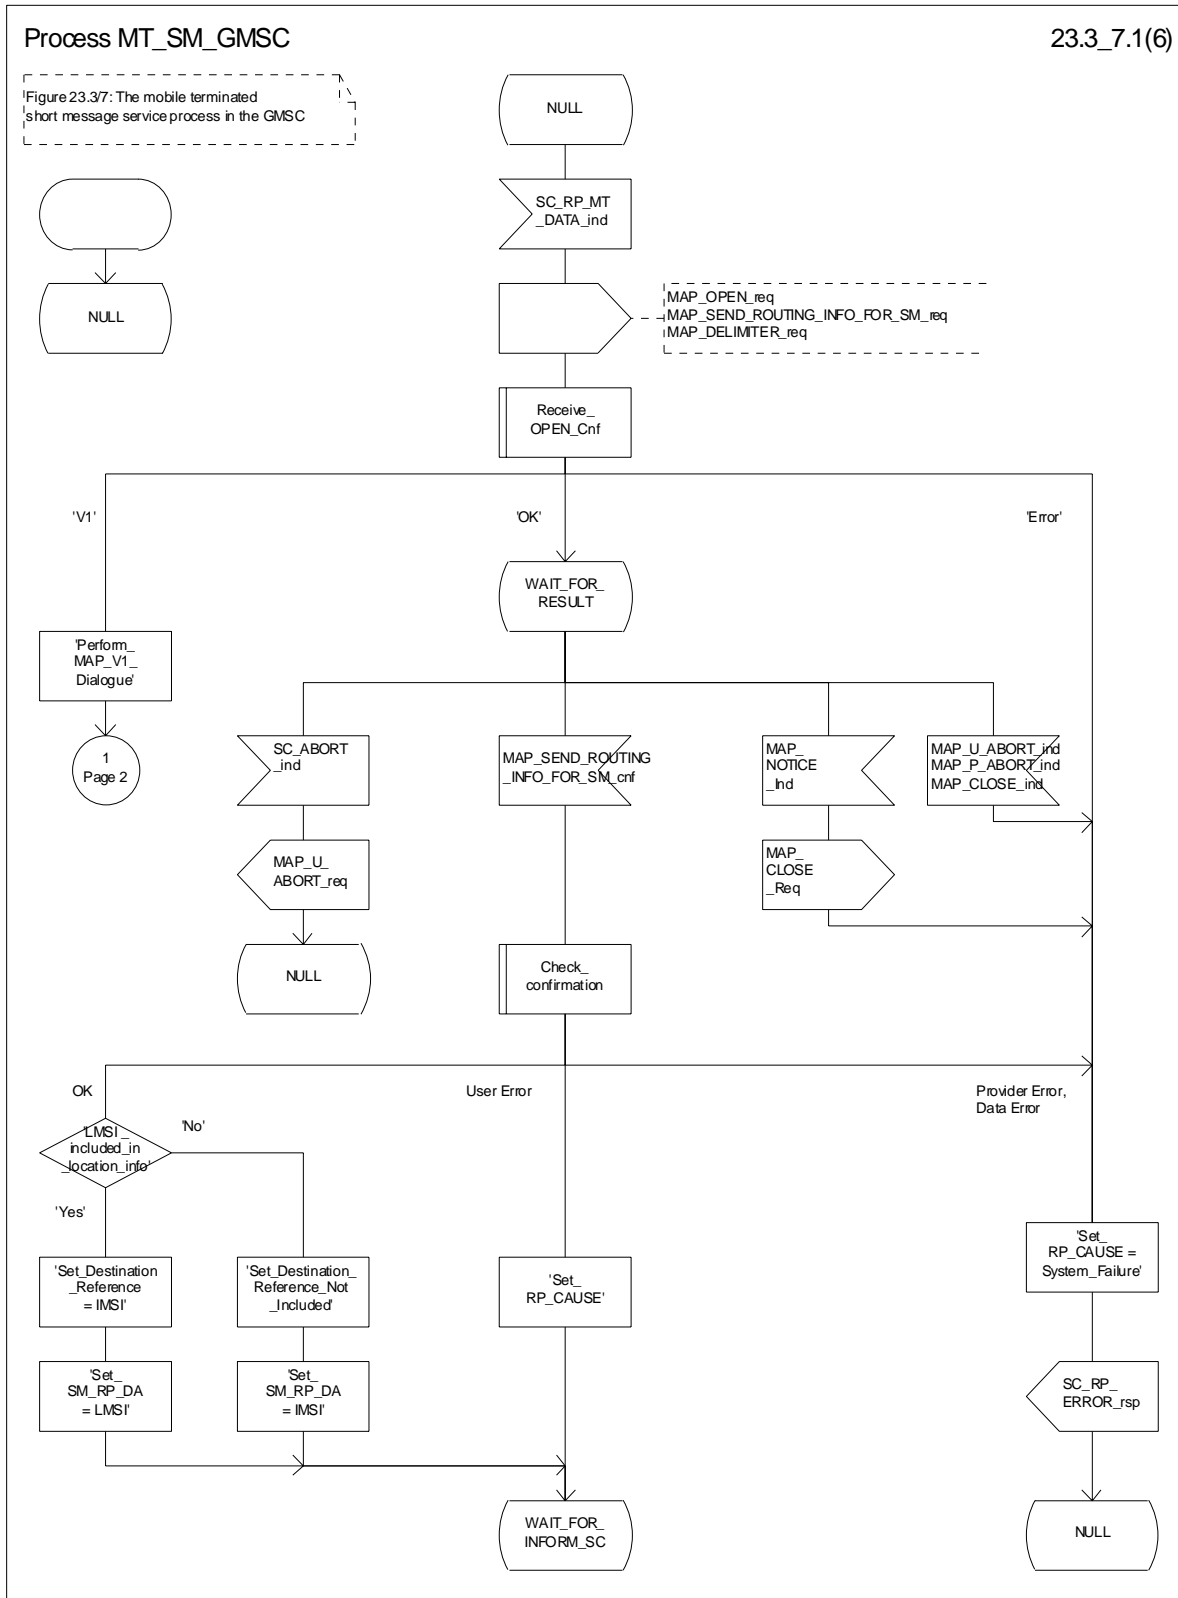 Process MT_SM_GMSC
23.3_7.1(6)
Figure 23.3/7: The mobile terminated
short message service process in the GMSC
NULL
SC_RP_MT
_DATA_ind
NULL
MAP_OPEN_req
MAP_SEND_ROUTING_INFO_FOR_SM_req
MAP_DELIMITER_req
Receive_
OPEN_Cnf
'V1'
'OK'
'Error'
WAIT_FOR_
RESULT
'Perform_
MAP_V1_
Dialogue'
1
Page 2
SC_ABORT
_ind
MAP_SEND_ROUTING
_INFO_FOR_SM_cnf
MAP_
NOTICE
_Ind
MAP_U_ABORT_ind
MAP_P_ABORT_ind
MAP_CLOSE_ind
MAP_U_
ABORT_req
MAP_
CLOSE
_Req
NULL
Check_
confirmation
OK
User Error
Provider Error,
Data Error
'LMSI_
included_in
_location_info'
'No'
'Yes'
'Set_Destination
_Reference
= IMSI'
'Set_Destination_
Reference_Not
_Included'
'Set_
RP_CAUSE'
'Set_
RP_CAUSE =
System_Failure'
'Set_
SM_RP_DA
= LMSI'
'Set_
SM_RP_DA
= IMSI'
SC_RP_
ERROR_rsp
WAIT_FOR_
INFORM_SC
NULL